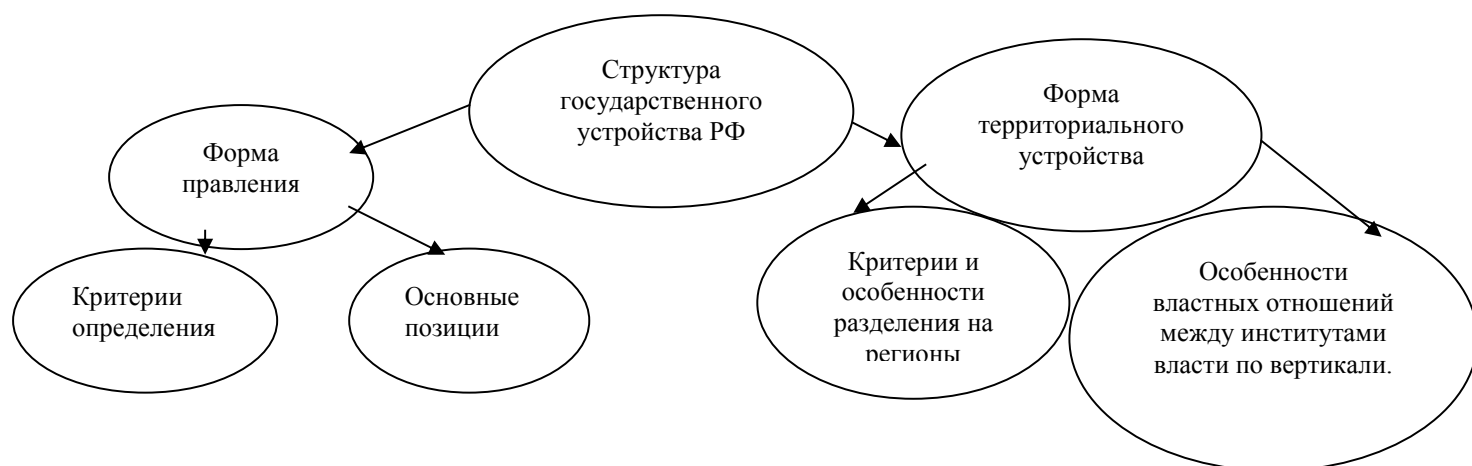 Структура
государственного
устройства РФ
Форма
территориального
устройства
Форма
правления
Критерии
определения
Основные
позиции
Критерии и
особенности
разделения на
регионы
Особенности
властных отношений
между институтами
власти по вертикали.